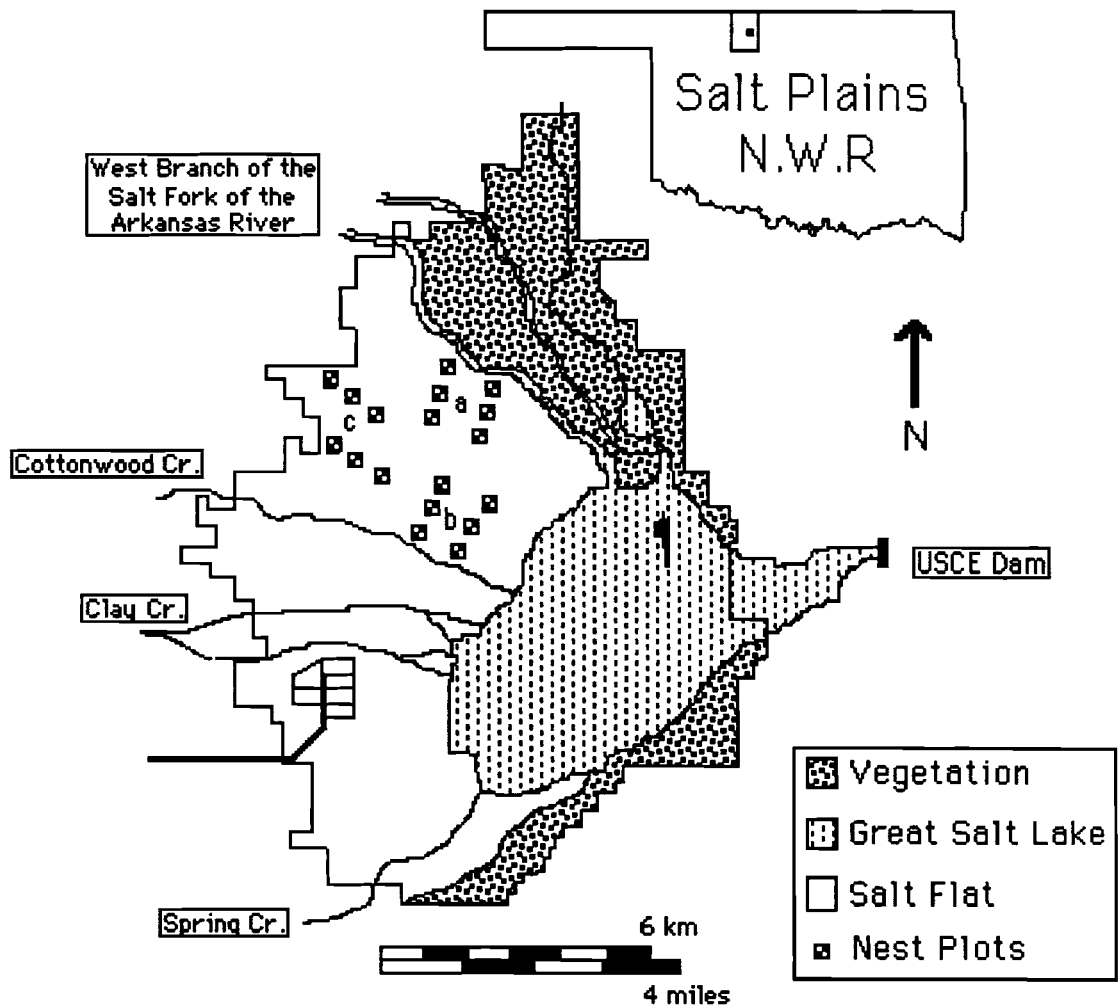 Salt Plains
N.W.R
West Branch of the
Salt Fork of the
Arkansas River
N
a
c
Cottonwood Cr.
b
USCE Dam
Clay Cr.
Vegetation
Great Salt Lake
Salt Flat
Nest Plots
Spring Cr.
6 km
4 miles